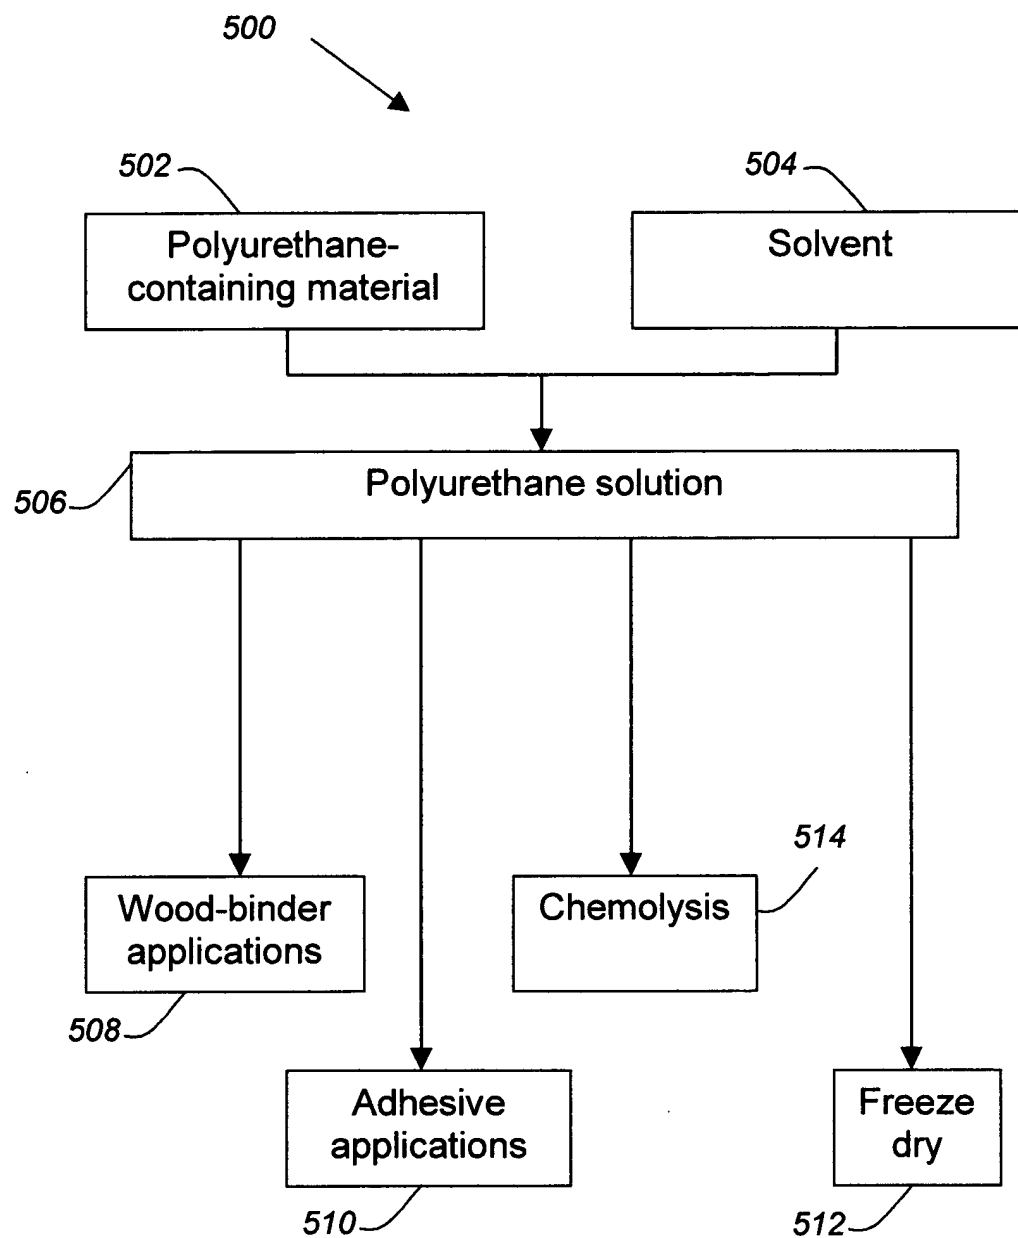 500
502
504
Polyurethane-
containing material
Solvent
506
Polyurethane solution
514
Wood-binder
applications
Chemolysis
508
Adhesive
applications
Freeze
dry
510
512